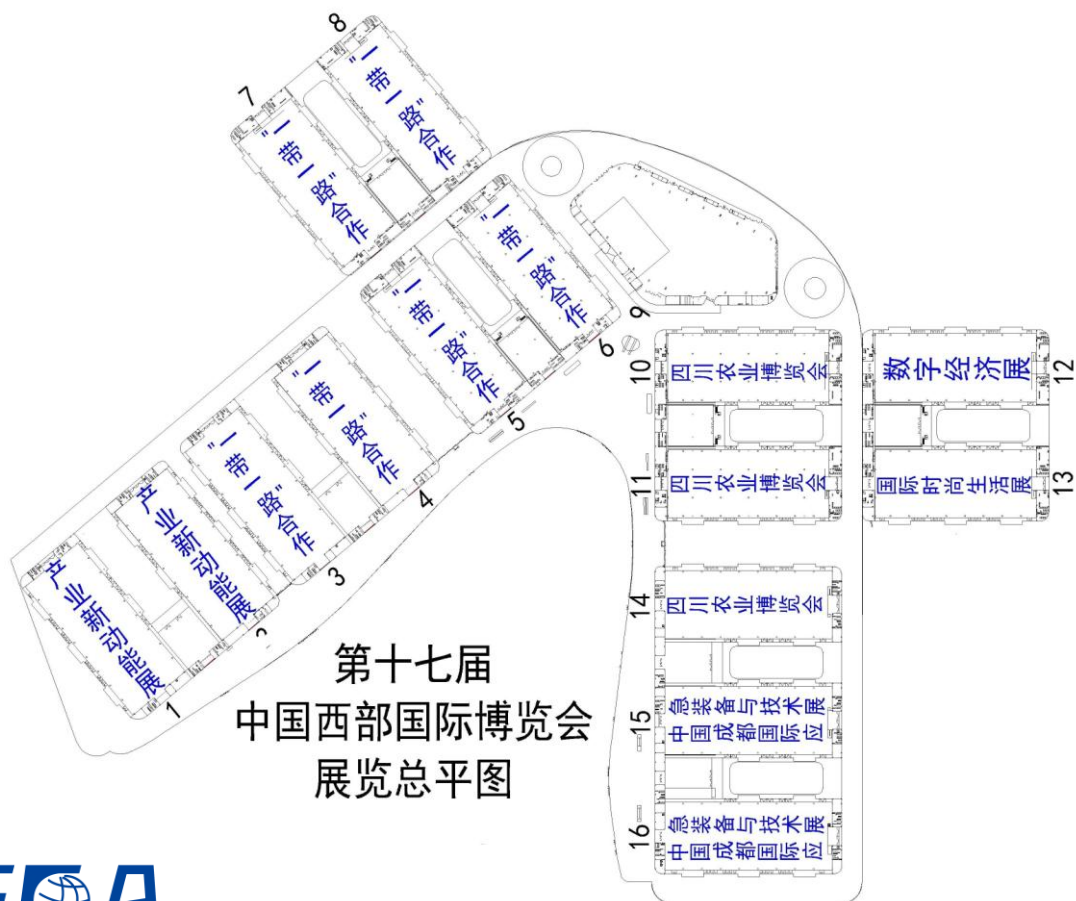 8
"一带一路"合作
7
"一带一路"合作
"一带一路"合作
6
"一带一路"合作
5
9
"一带一路"合作
4
"一带一路"合作
3
产业新动能展
产业新动能展
1
10
四川农业博览会
数字经济展
12
11
四川农业博览会
国际时尚生活展
13
14
四川农业博览会
15
急装备与技术展
中国成都国际应
16
急装备与技术展
中国成都国际应
第十七届
中国西部国际博览会
展览总平图